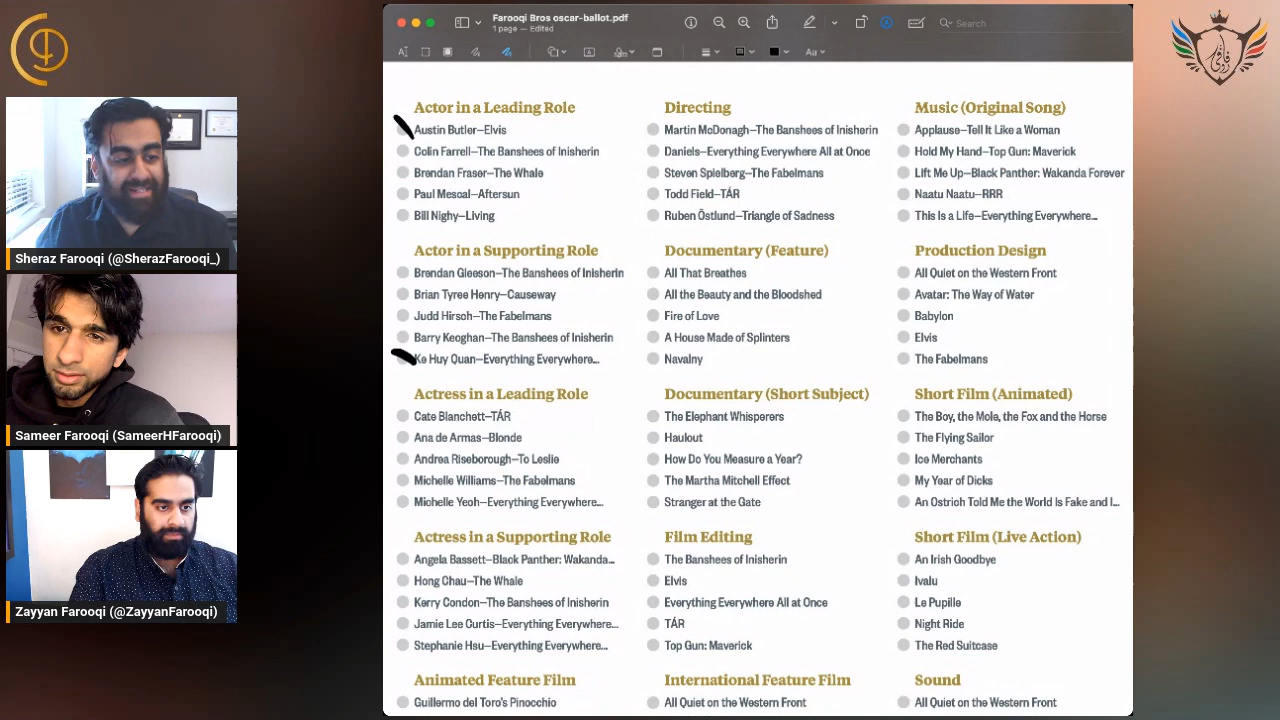 Farooqi Bros oscar-ballot.pdf
1 page — Edited
Search
Aa
Sheraz Farooqi (@SherazFarooqi_)
Sameer Farooqi (SameerHFarooqi)
Zayyan Farooqi (@ZayyanFarooqi)
Actor in a Leading Role
Austin Butler—Elvis
Colin Farrell—The Banshees of Inisherin
Brendan Fraser—The Whale
Paul Mescal—Aftersun
Bill Nighy—Living
Actor in a Supporting Role
Brendan Gleeson—The Banshees of Inisherin
Brian Tyree Henry—Causeway
Judd Hirsch—The Fabelmans
Barry Keoghan—The Banshees of Inisherin
Ke Huy Quan—Everything Everywhere...
Actress in a Leading Role
Cate Blanchett—TÁR
Ana de Armas—Blonde
Andrea Riseborough—To Leslie
Michelle Williams—The Fabelmans
Michelle Yeoh—Everything Everywhere...
Actress in a Supporting Role
Angela Bassett—Black Panther: Wakanda...
Hong Chau—The Whale
Kerry Condon—The Banshees of Inisherin
Jamie Lee Curtis—Everything Everywhere...
Stephanie Hsu—Everything Everywhere...
Animated Feature Film
Guillermo del Toro's Pinocchio
Directing
Martin McDonagh—The Banshees of Inisherin
Daniels—Everything Everywhere All at Once
Steven Spielberg—The Fabelmans
Todd Field—TÁR
Ruben Östlund—Triangle of Sadness
Documentary (Feature)
All That Breathes
All the Beauty and the Bloodshed
Fire of Love
A House Made of Splinters
Navalny
Documentary (Short Subject)
The Elephant Whisperers
Haulout
How Do You Measure a Year?
The Martha Mitchell Effect
Stranger at the Gate
Film Editing
The Banshees of Inisherin
Elvis
Everything Everywhere All at Once
TÁR
Top Gun: Maverick
International Feature Film
All Quiet on the Western Front
Music (Original Song)
Applause—Tell It Like a Woman
Hold My Hand—Top Gun: Maverick
Lift Me Up—Black Panther: Wakanda Forever
Naatu Naatu—RRR
This Is a Life—Everything Everywhere...
Production Design
All Quiet on the Western Front
Avatar: The Way of Water
Babylon
Elvis
The Fabelmans
Short Film (Animated)
The Boy, the Mole, the Fox and the Horse
The Flying Sailor
Ice Merchants
My Year of Dicks
An Ostrich Told Me the World Is Fake and I...
Short Film (Live Action)
An Irish Goodbye
Ivalu
Le Pupille
Night Ride
The Red Suitcase
Sound
All Quiet on the Western Front